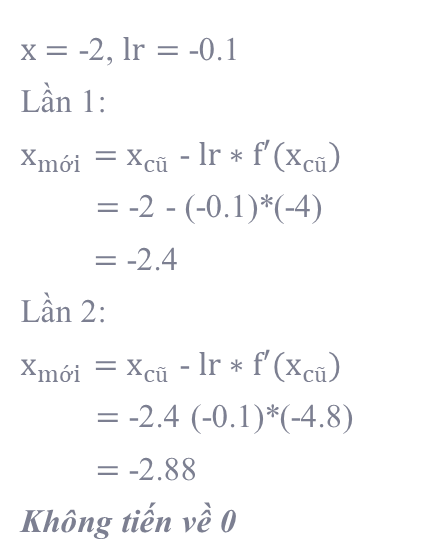 x = -2, lr = -0.1
Lần 1:
xmới = xcũ - lr * f′(xcũ)
= -2 - (-0.1)*(-4)
= -2.4
Lần 2:
xmới = xcũ - lr * f′(xcũ)
= -2.4 (-0.1)*(-4.8)
= -2.88
Không tiến về 0